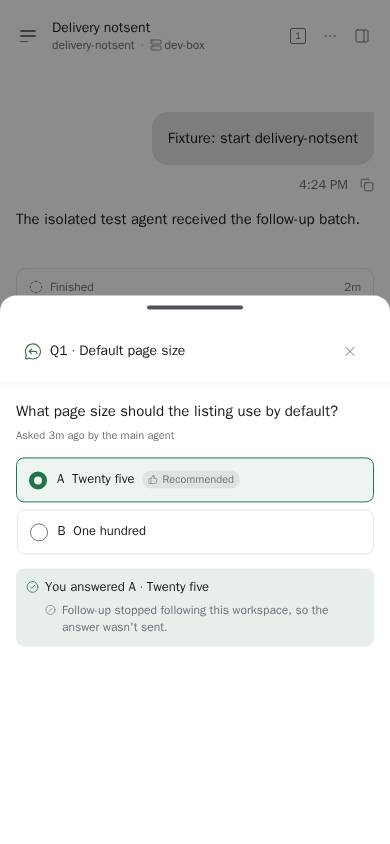 Delivery notsent
delivery-notsent · dev-box
1
Fixture: start delivery-notsent
4:24 PM
The isolated test agent received the follow-up batch.
Finished 2m
Q1 · Default page size
What page size should the listing use by default?
Asked 3m ago by the main agent
A Twenty five Recommended
B One hundred
You answered A · Twenty five
Follow-up stopped following this workspace, so the
answer wasn't sent.